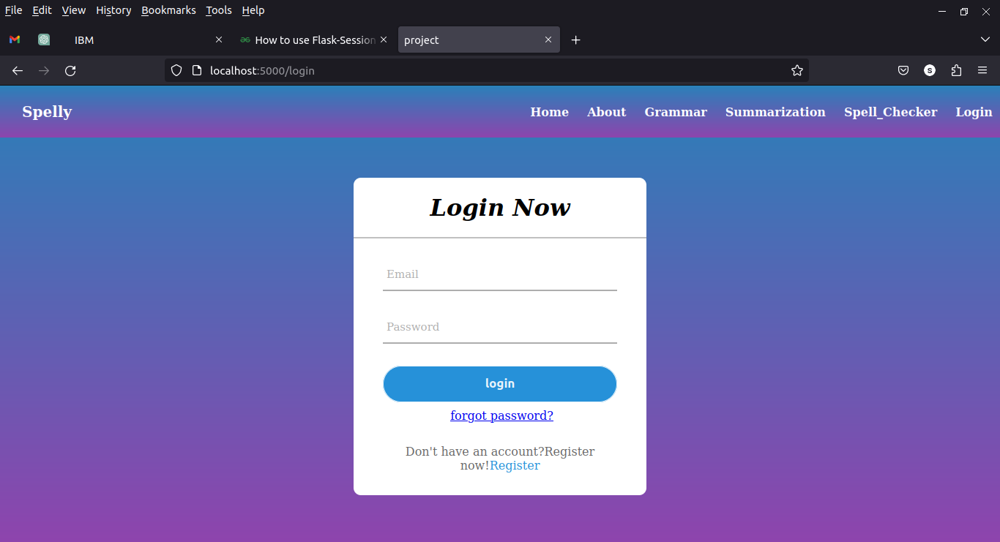 File Edit View History Bookmarks Tools Help
IBM How to use Flask-Session project
localhost:5000/login S
Spelly Home About Grammar Summarization Spell_Checker Login
Login Now
Email
Password
login
forgot password?
Don't have an account?Register
now!Register